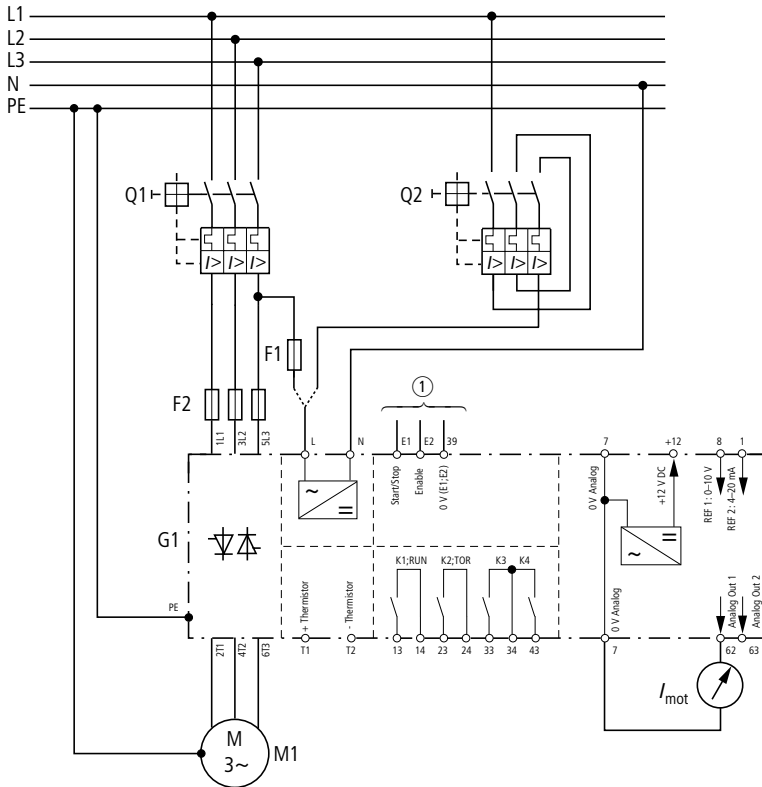 L1
L2
L3
N
PE
Q1
Q2
I> I> I>
I> I> I>
F1
①
F2
1L1
3L2
5L3
L
N
E1
E2
39
7
+12
8
1
Start/Stop
Enable
0 V (E1;E2)
0 V Analog
+12 V DC
REF 1: 0–10 V
REF 2: 4–20 mA
~
=
G1
~
=
K1;RUN
K2;TOR
K3
K4
PE
+ Thermistor
- Thermistor
0 V Analog
Analog Out 1
Analog Out 2
2T1
4T2
6T3
T1
T2
13
14
23
24
33
34
43
7
62
63
Imot
M
3~
M1